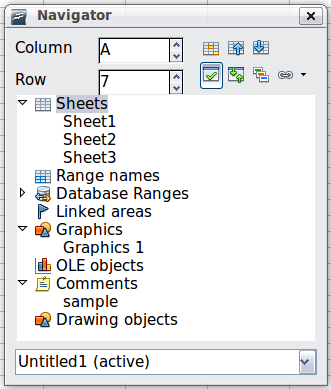 Navigator
Column A
Row 7
Sheets
Sheet1
Sheet2
Sheet3
Range names
Database Ranges
Linked areas
Graphics
Graphics 1
OLE objects
Comments
sample
Drawing objects
Untitled1 (active)